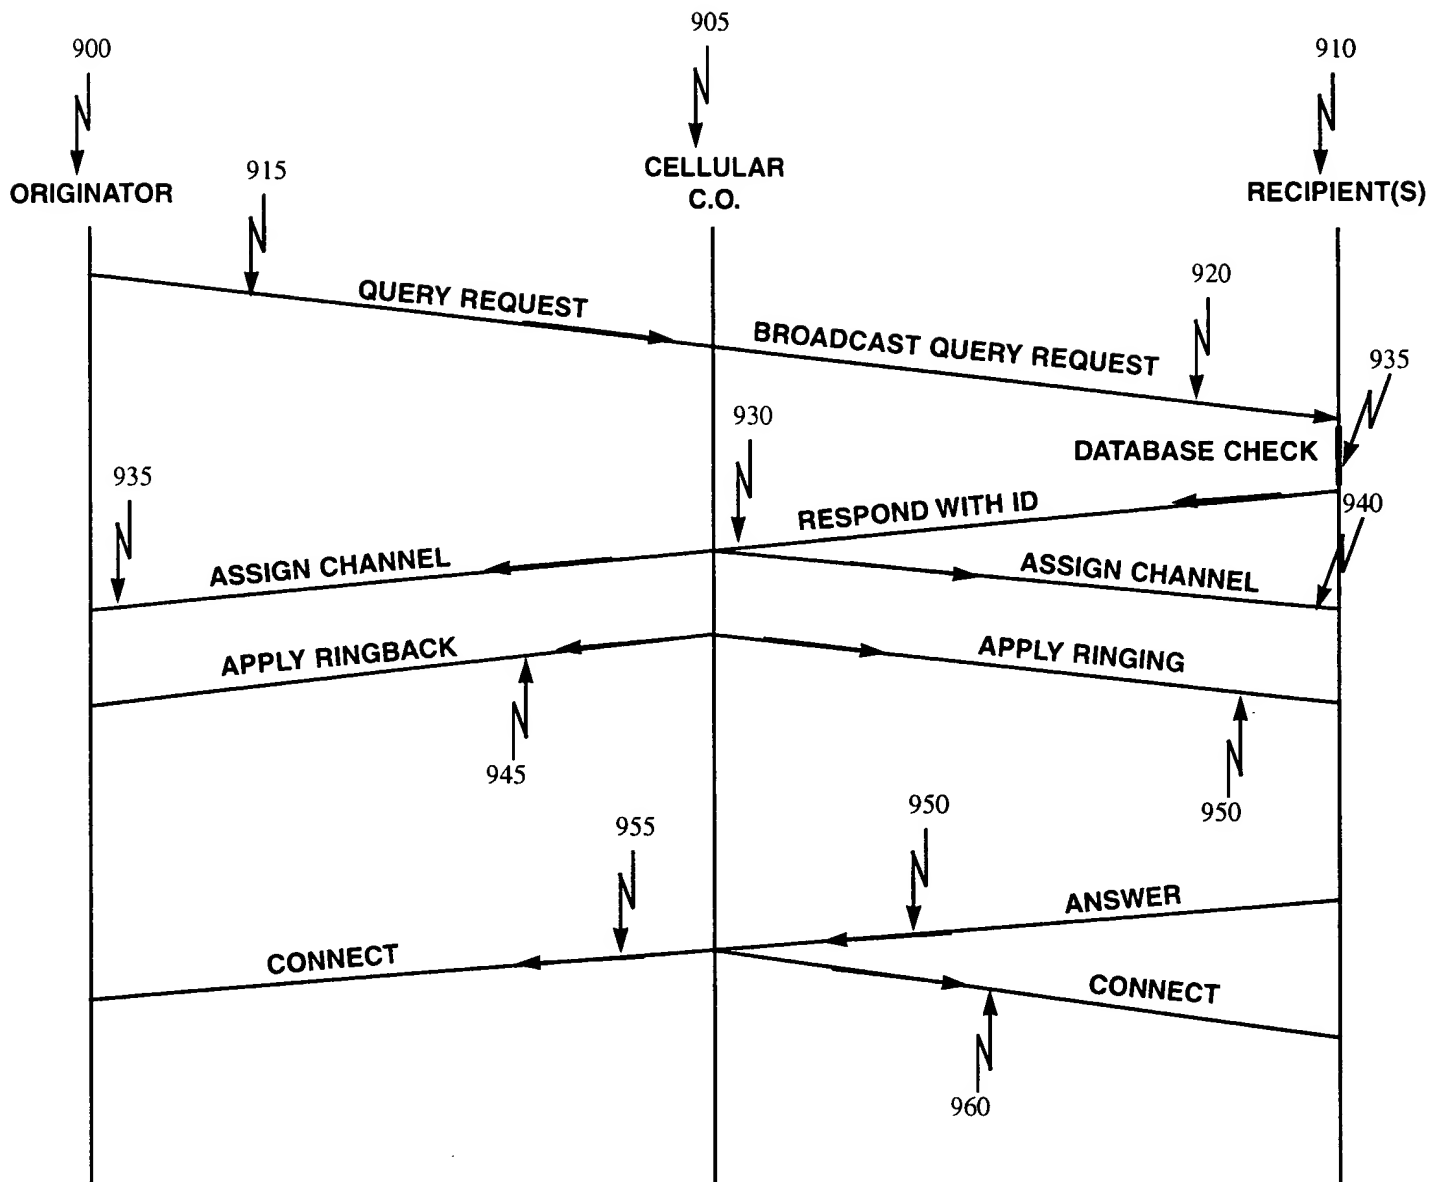 905
900
910
CELLULAR
C.O.
915
ORIGINATOR
RECIPIENT(S)
920
QUERY REQUEST
BROADCAST QUERY REQUEST
935
930
DATABASE CHECK
935
RESPOND WITH ID
940
ASSIGN CHANNEL
ASSIGN CHANNEL
APPLY RINGBACK
APPLY RINGING
945
950
950
955
ANSWER
CONNECT
CONNECT
960